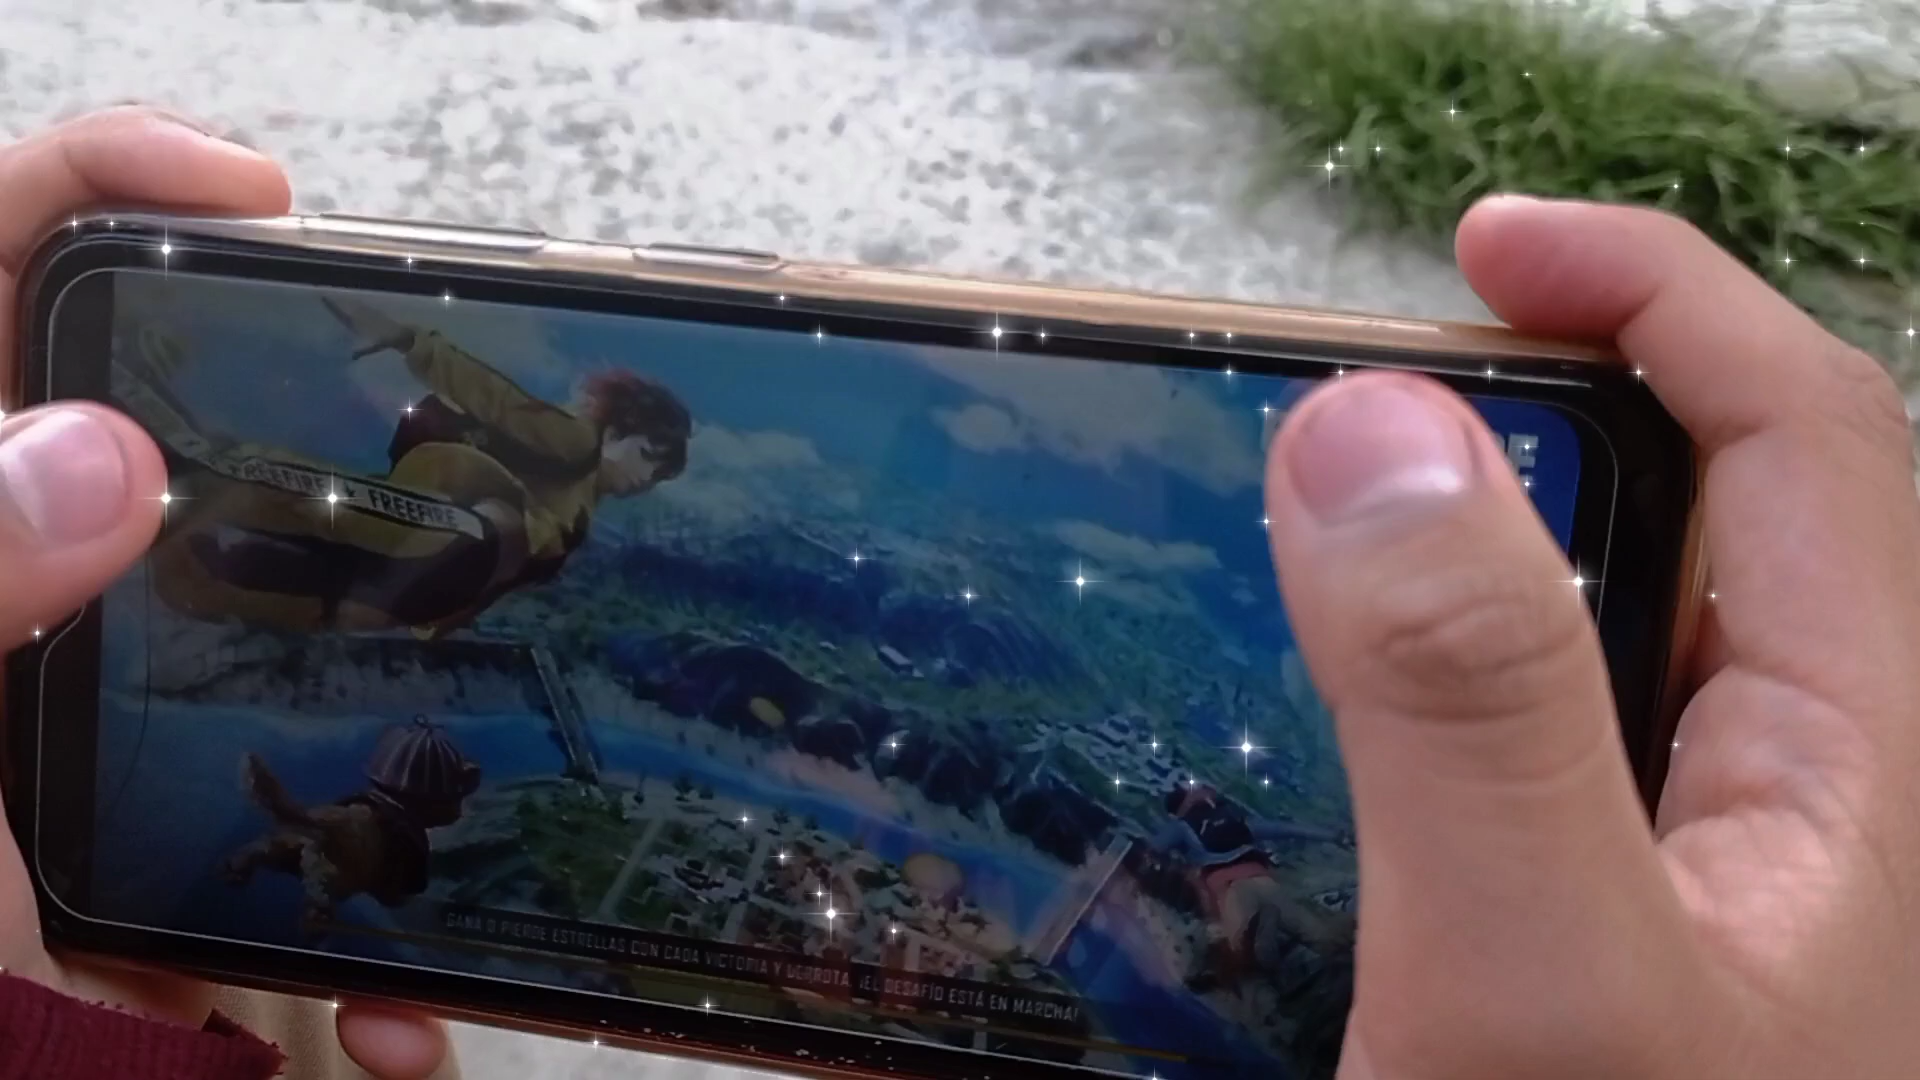 FREEFIRE FREEFIRE
GANA O PIERDE ESTRELLAS CON CADA VICTORIA Y DERROTA. ¡EL DESAFÍO ESTÁ EN MARCHA!